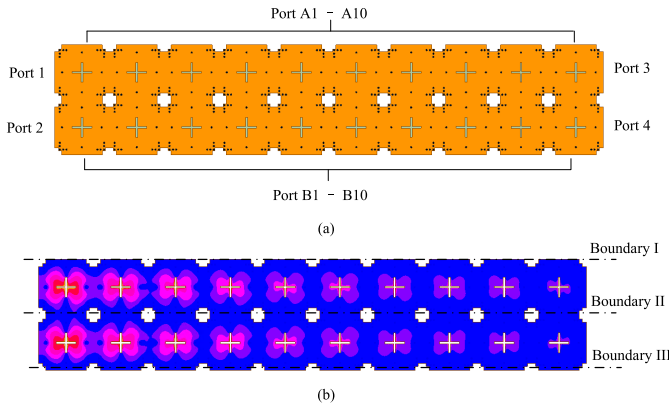 Port A1 – A10
Port 1
Port 3
Port 2
Port 4
Port B1 – B10
(a)
Boundary I
Boundary II
Boundary III
(b)